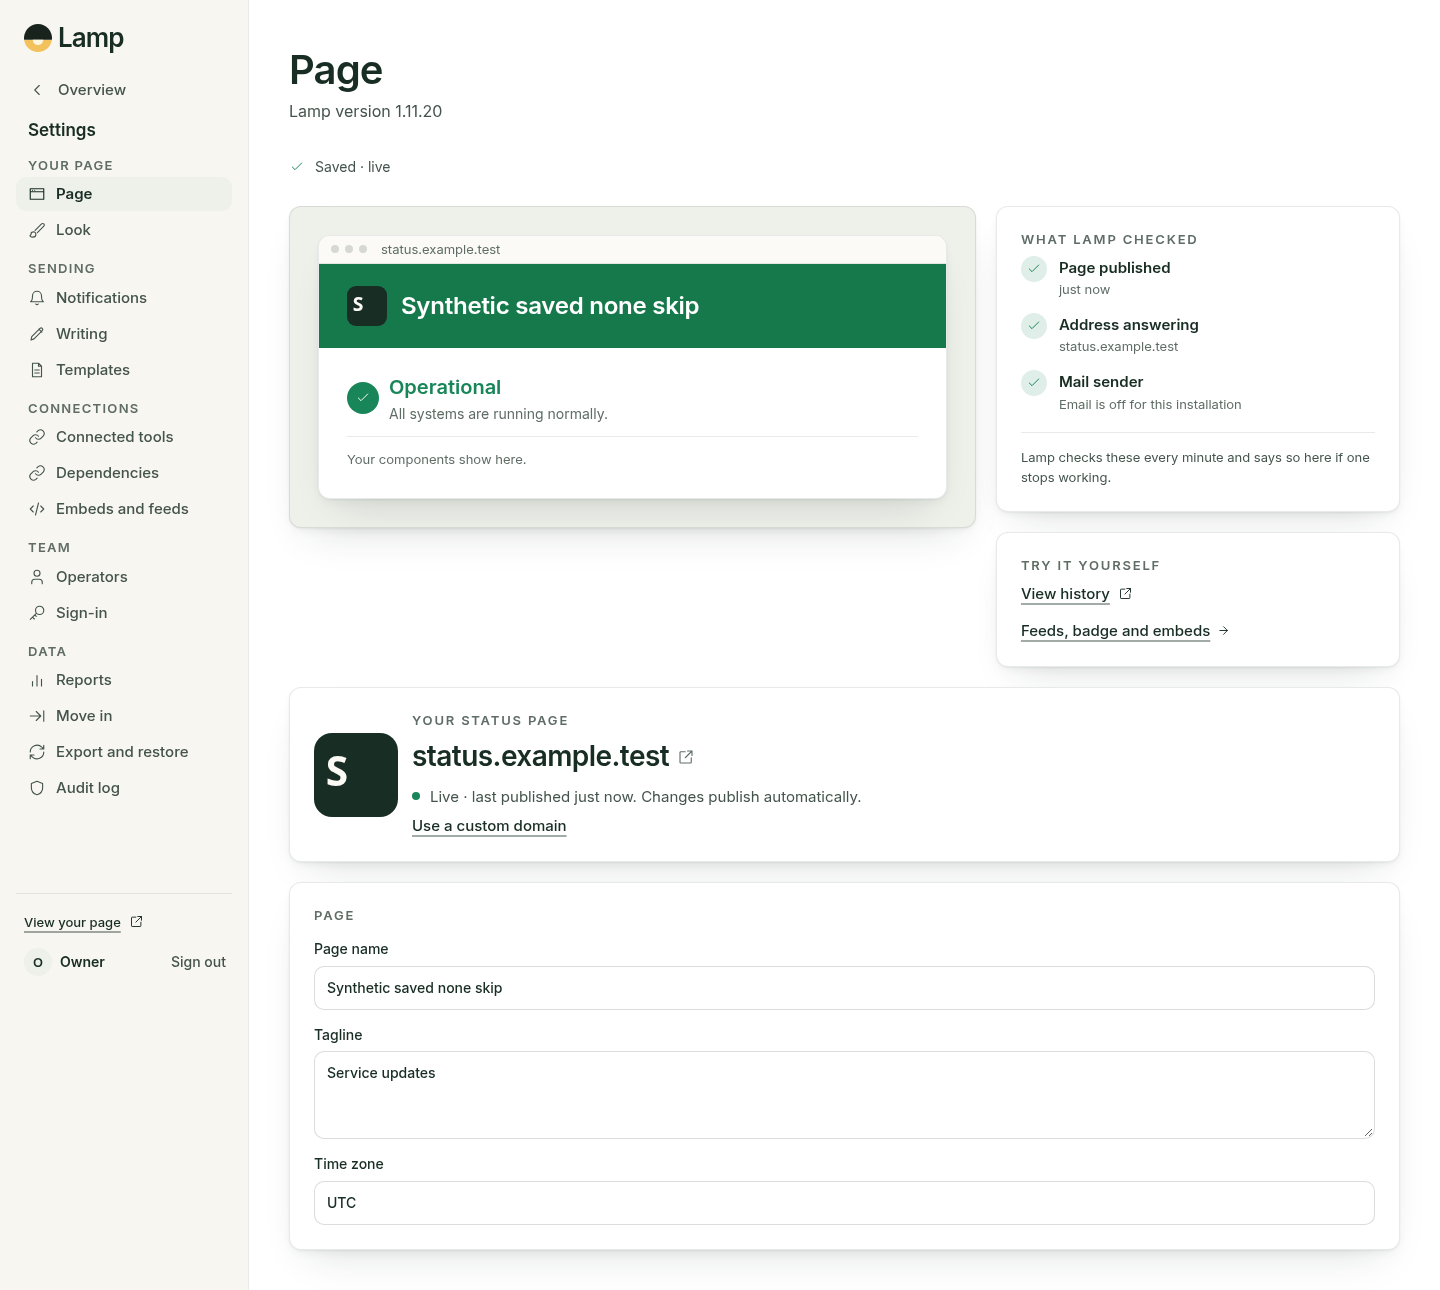 Lamp
Overview
Settings
YOUR PAGE
Page
Look
SENDING
Notifications
Writing
Templates
CONNECTIONS
Connected tools
Dependencies
Embeds and feeds
TEAM
Operators
Sign-in
DATA
Reports
Move in
Export and restore
Audit log
View your page
O Owner Sign out
Page
Lamp version 1.11.20
Saved · live
status.example.test
S Synthetic saved none skip
Operational
All systems are running normally.
Your components show here.
WHAT LAMP CHECKED
Page published
just now
Address answering
status.example.test
Mail sender
Email is off for this installation
Lamp checks these every minute and says so here if one
stops working.
TRY IT YOURSELF
View history
Feeds, badge and embeds
S
YOUR STATUS PAGE
status.example.test
Live · last published just now. Changes publish automatically.
Use a custom domain
PAGE
Page name
Synthetic saved none skip
Tagline
Service updates
Time zone
UTC